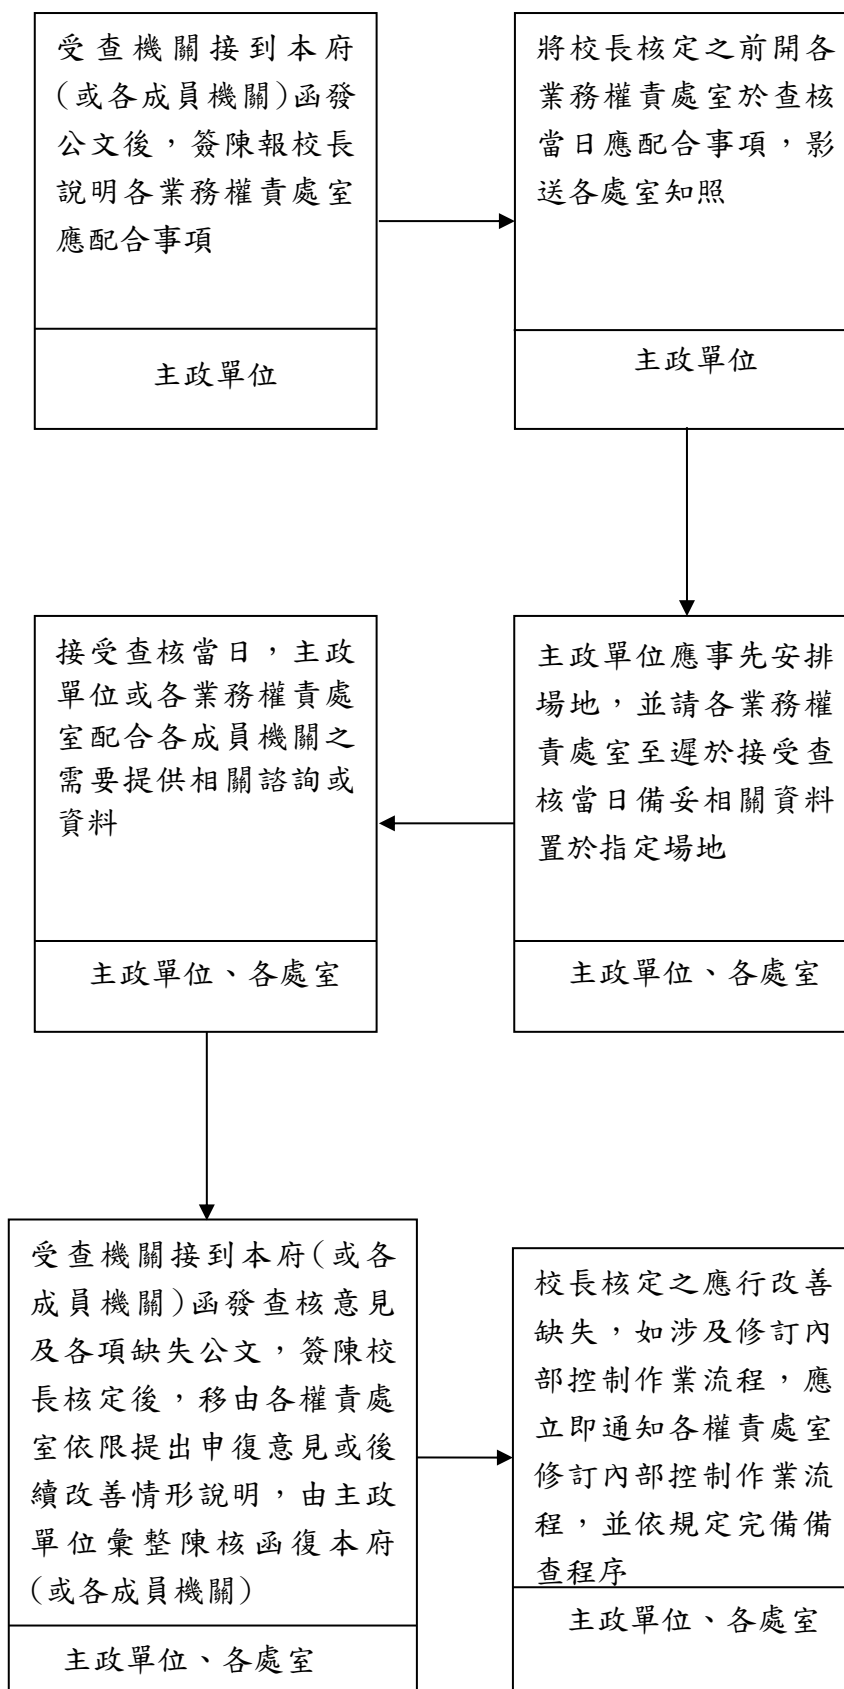 受查機關接到本府
(或各成員機關)函發
公文後，簽陳報校長
說明各業務權責處室
應配合事項
主政單位
將校長核定之前開各
業務權責處室於查核
當日應配合事項，影
送各處室知照
主政單位
主政單位應事先安排
場地，並請各業務權
責處室至遲於接受查
核當日備妥相關資料
置於指定場地
主政單位、各處室
接受查核當日，主政
單位或各業務權責處
室配合各成員機關之
需要提供相關諮詢或
資料
主政單位、各處室
受查機關接到本府(或各
成員機關)函發查核意見
及各項缺失公文，簽陳校
長核定後，移由各權責處
室依限提出申復意見或後
續改善情形說明，由主政
單位彙整陳核函復本府
(或各成員機關)
主政單位、各處室
校長核定之應行改善
缺失，如涉及修訂內
部控制作業流程，應
立即通知各權責處室
修訂內部控制作業流
程，並依規定完備備
查程序
主政單位、各處室